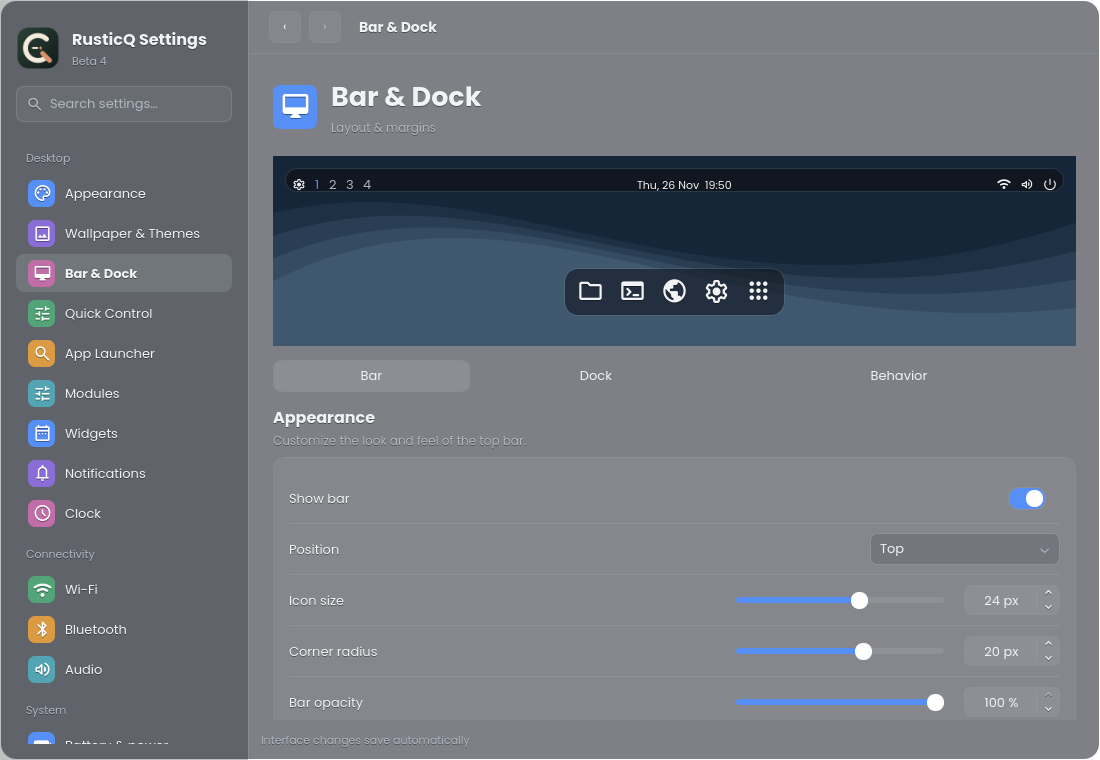 RusticQ Settings
Beta 4
Search settings...
Desktop
Appearance
Wallpaper & Themes
Bar & Dock
Quick Control
App Launcher
Modules
Widgets
Notifications
Clock
Connectivity
Wi-Fi
Bluetooth
Audio
System
Battery & power
Bar & Dock
Bar & Dock
Layout & margins
1 2 3 4
Thu, 26 Nov 19:50
Bar
Dock
Behavior
Appearance
Customize the look and feel of the top bar.
Show bar
Position
Top
Icon size
24 px
Corner radius
20 px
Bar opacity
100 %
Interface changes save automatically